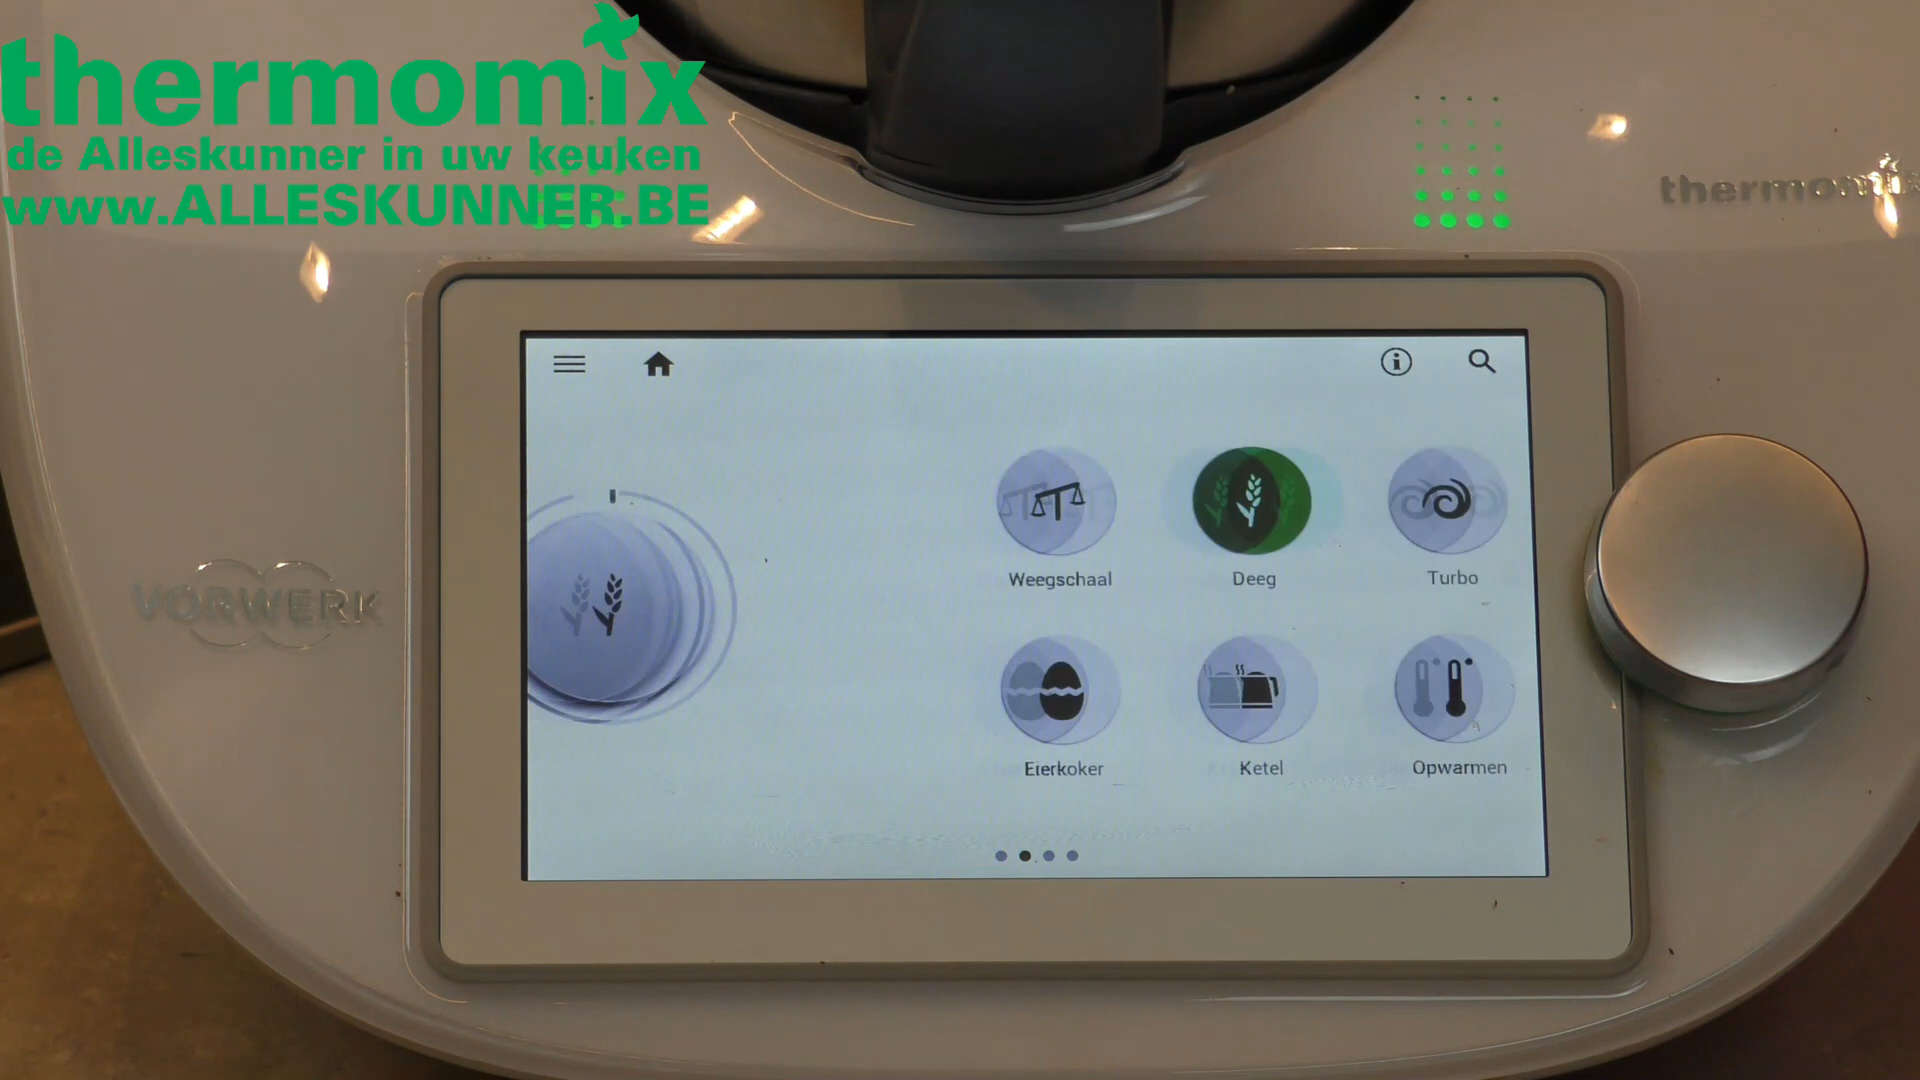 thermomix
de Alleskunner in uw keuken
www.ALLESKUNNER.BE
thermomix
VORWERK
Weegschaal
Deeg
Turbo
Eierkoker
Ketel
Opwarmen